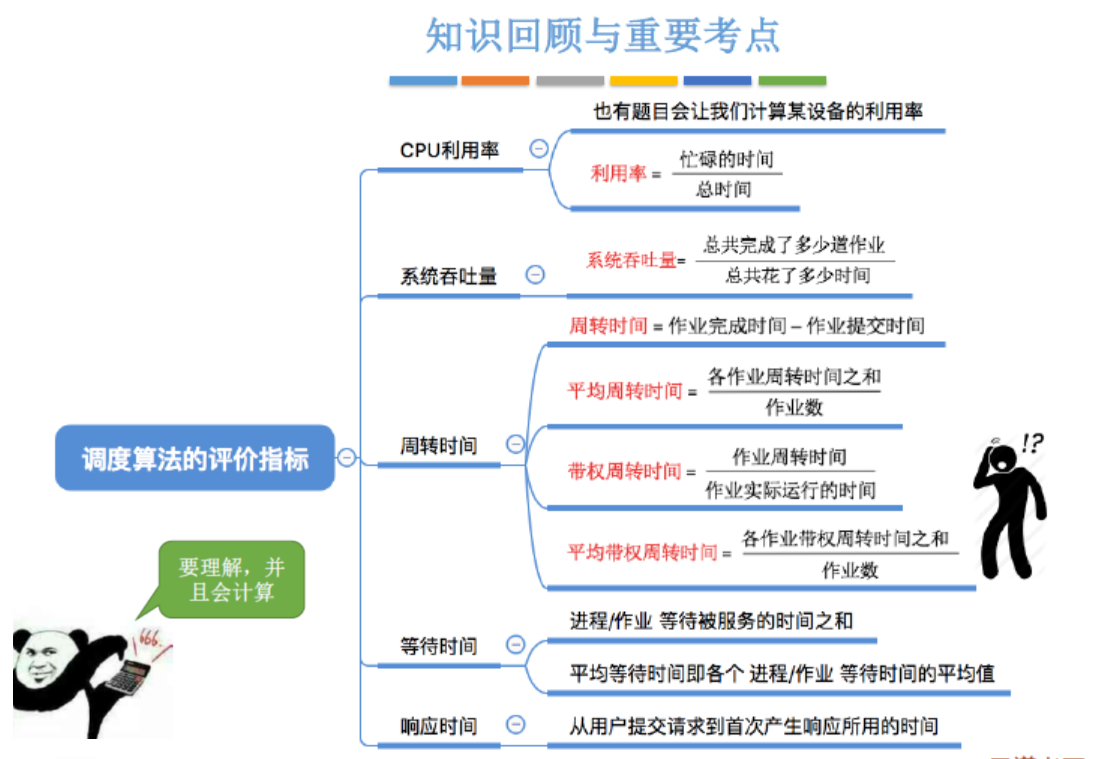 知识回顾与重要考点
也有题目会让我们计算某设备的利用率
CPU利用率
利用率 = 忙碌的时间
总时间
系统吞吐量
系统吞吐量= 总共完成了多少道作业
总共花了多少时间
周转时间 = 作业完成时间 – 作业提交时间
平均周转时间 = 各作业周转时间之和
作业数
周转时间
带权周转时间 = 作业周转时间
作业实际运行的时间
平均带权周转时间 = 各作业带权周转时间之和
作业数
调度算法的评价指标
!?
要理解，并
且会计算
666.
进程/作业 等待被服务的时间之和
等待时间
平均等待时间即各个 进程/作业 等待时间的平均值
响应时间
从用户提交请求到首次产生响应所用的时间